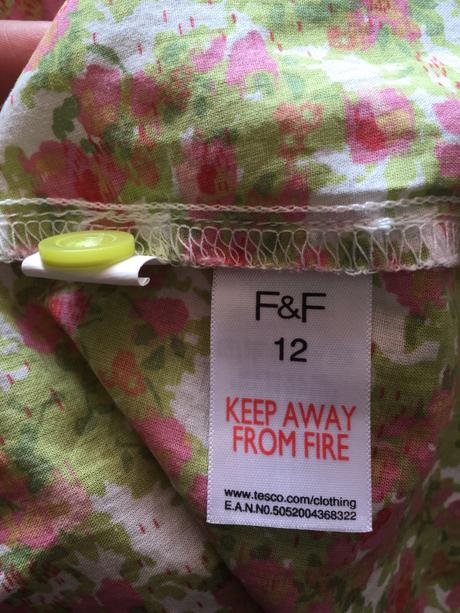 F&F
12
KEEP AWAY
FROM FIRE
www.tesco.com/clothing
E.A.N.NO.5052004368322